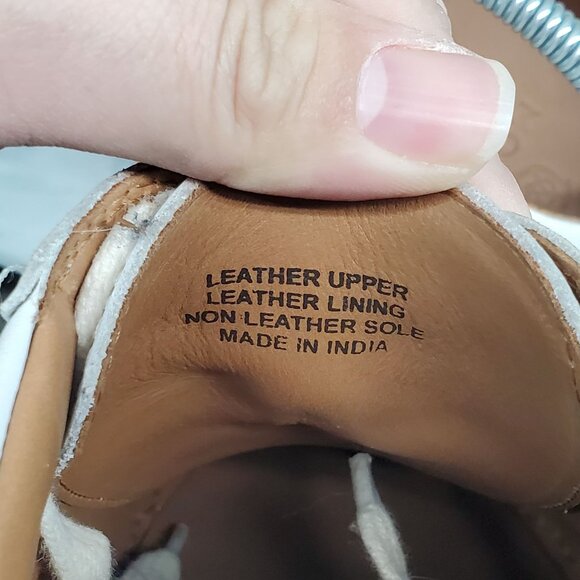 LEATHER UPPER
LEATHER LINING
NON LEATHER SOLE
MADE IN INDIA